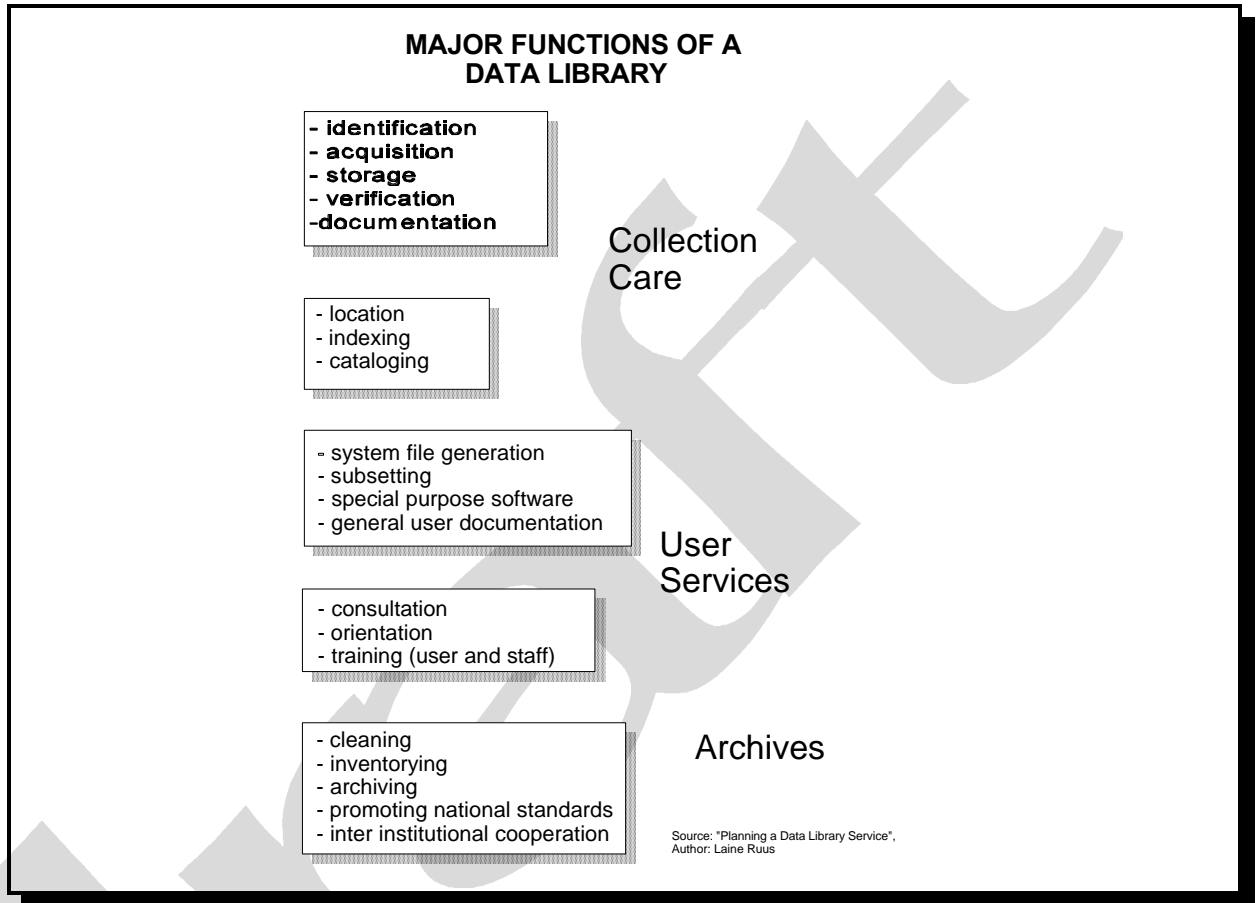 MAJOR FUNCTIONS OF A
DATA LIBRARY
- identification
- acquisition
- storage
- verification
-documentation
Collection
Care
- location
- indexing
- cataloging
- system file generation
- subsetting
- special purpose software
- general user documentation
User
Services
- consultation
- orientation
- training (user and staff)
- cleaning
- inventorying
- archiving
- promoting national standards
- inter institutional cooperation
Archives
Source: "Planning a Data Library Service",
Author: Laine Ruus
raft